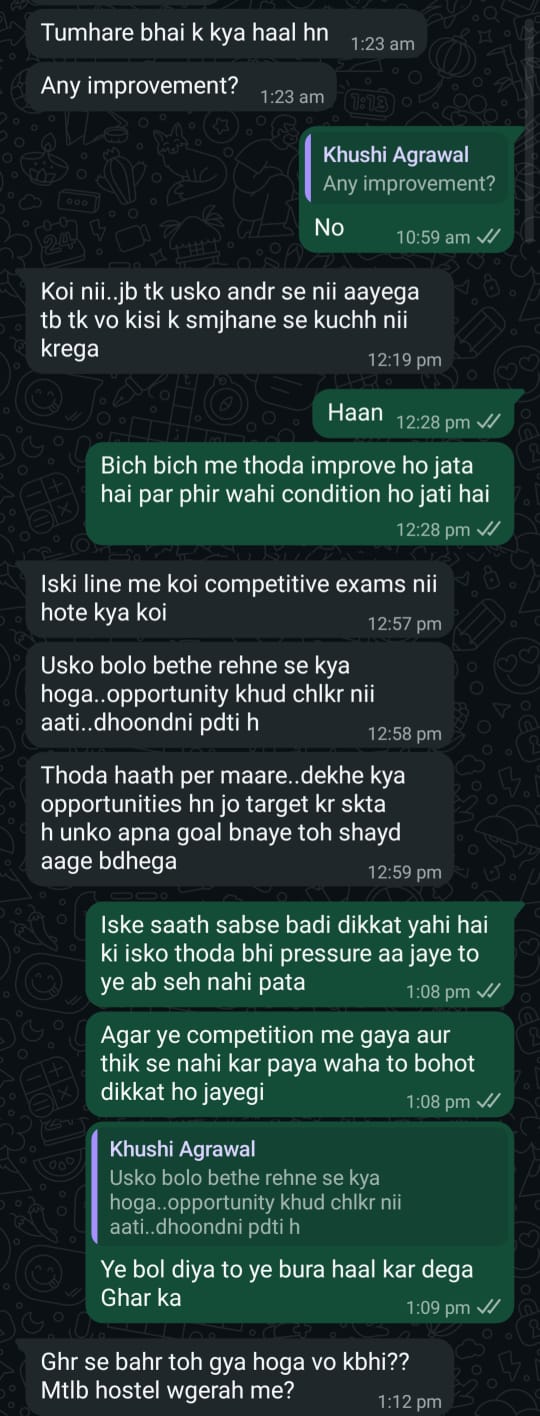 Tumhare bhai k kya haal hn
1:23 am
Any improvement?
1:23 am
Khushi Agrawal
Any improvement?
No
10:59 am
Koi nii..jb tk usko andr se nii aayega
tb tk vo kisi k smjhane se kuchh nii
krega
12:19 pm
Haan
12:28 pm
Bich bich me thoda improve ho jata
hai par phir wahi condition ho jati hai
12:28 pm
Iski line me koi competitive exams nii
hote kya koi
12:57 pm
Usko bolo bethe rehne se kya
hoga..opportunity khud chlkr nii
aati..dhoondni pdti h
12:58 pm
Thoda haath per maare..dekhe kya
opportunities hn jo target kr skta
h unko apna goal bnaye toh shayd
aage bdhega
12:59 pm
Iske saath sabse badi dikkat yahi hai
ki isko thoda bhi pressure aa jaye to
ye ab seh nahi pata
1:08 pm
Agar ye competition me gaya aur
thik se nahi kar paya waha to bohot
dikkat ho jayegi
1:08 pm
Khushi Agrawal
Usko bolo bethe rehne se kya
hoga..opportunity khud chlkr nii
aati..dhoondni pdti h
Ye bol diya to ye bura haal kar dega
Ghar ka
1:09 pm
Ghr se bahr toh gya hoga vo kbhi??
Mtlb hostel wgerah me?
1:12 pm